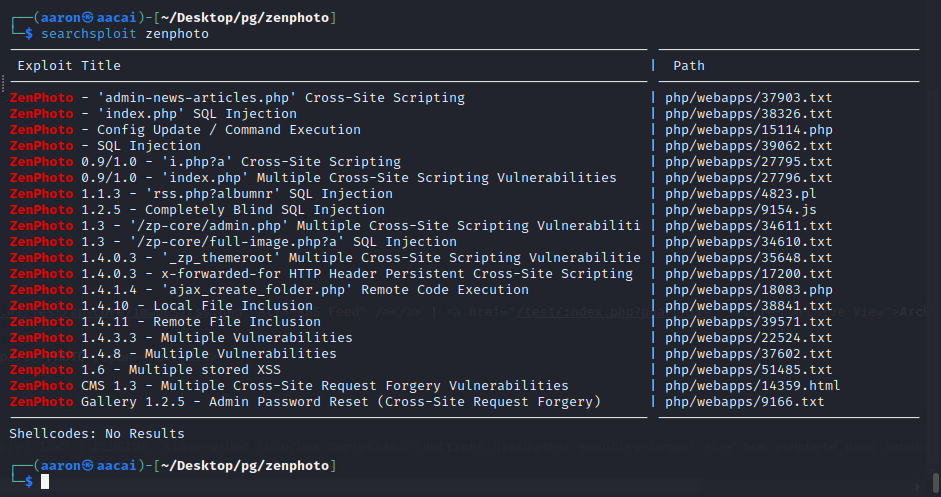 ┌──(aaron㉿aacai)-[~/Desktop/pg/zenphoto]
└─$ searchsploit zenphoto
Exploit Title | Path
ZenPhoto - 'admin-news-articles.php' Cross-Site Scripting | php/webapps/37903.txt
ZenPhoto - 'index.php' SQL Injection | php/webapps/38326.txt
ZenPhoto - Config Update / Command Execution | php/webapps/15114.php
ZenPhoto - SQL Injection | php/webapps/39062.txt
ZenPhoto 0.9/1.0 - 'i.php?a' Cross-Site Scripting | php/webapps/27795.txt
ZenPhoto 0.9/1.0 - 'index.php' Multiple Cross-Site Scripting Vulnerabilities | php/webapps/27796.txt
ZenPhoto 1.1.3 - 'rss.php?albumnr' SQL Injection | php/webapps/4823.pl
ZenPhoto 1.2.5 - Completely Blind SQL Injection | php/webapps/9154.js
ZenPhoto 1.3 - '/zp-core/admin.php' Multiple Cross-Site Scripting Vulnerabiliti | php/webapps/34611.txt
ZenPhoto 1.3 - '/zp-core/full-image.php?a' SQL Injection | php/webapps/34610.txt
ZenPhoto 1.4.0.3 - '_zp_themeroot' Multiple Cross-Site Scripting Vulnerabilitie | php/webapps/35648.txt
ZenPhoto 1.4.0.3 - x-forwarded-for HTTP Header Persistent Cross-Site Scripting | php/webapps/17200.txt
ZenPhoto 1.4.1.4 - 'ajax_create_folder.php' Remote Code Execution | php/webapps/18083.php
ZenPhoto 1.4.10 - Local File Inclusion | php/webapps/38841.txt
ZenPhoto 1.4.11 - Remote File Inclusion | php/webapps/39571.txt
ZenPhoto 1.4.3.3 - Multiple Vulnerabilities | php/webapps/22524.txt
ZenPhoto 1.4.8 - Multiple Vulnerabilities | php/webapps/37602.txt
ZenPhoto 1.6 - Multiple stored XSS | php/webapps/51485.txt
ZenPhoto CMS 1.3 - Multiple Cross-Site Request Forgery Vulnerabilities | php/webapps/14359.html
ZenPhoto Gallery 1.2.5 - Admin Password Reset (Cross-Site Request Forgery) | php/webapps/9166.txt
Shellcodes: No Results
┌──(aaron㉿aacai)-[~/Desktop/pg/zenphoto]
└─$